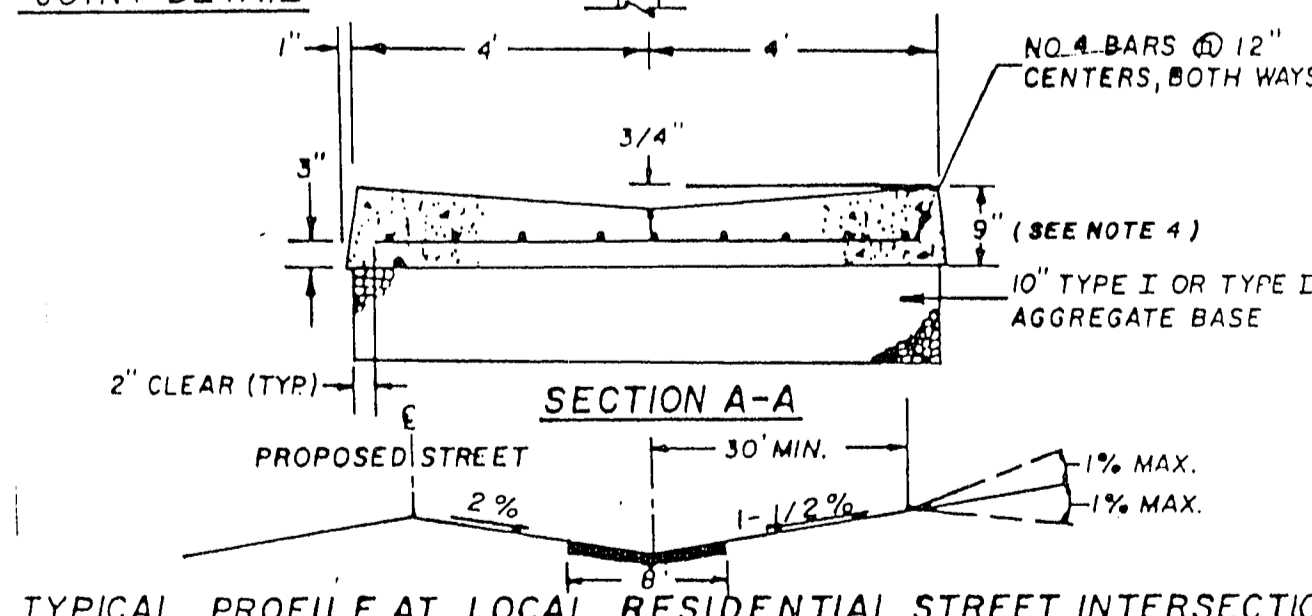 JOINT DETAIL
1" 4' 4'
NO. 4 BARS @ 12"
CENTERS, BOTH WAYS
3/4"
3"
9" (SEE NOTE 4)
10" TYPE I OR TYPE
AGGREGATE BASE
2" CLEAR (TYP.)
SECTION A-A
℄
PROPOSED STREET
30' MIN.
1% MAX.
2%
1-1/2%
1% MAX.
8'
TYPICAL PROFILE AT LOCAL RESIDENTIAL STREET